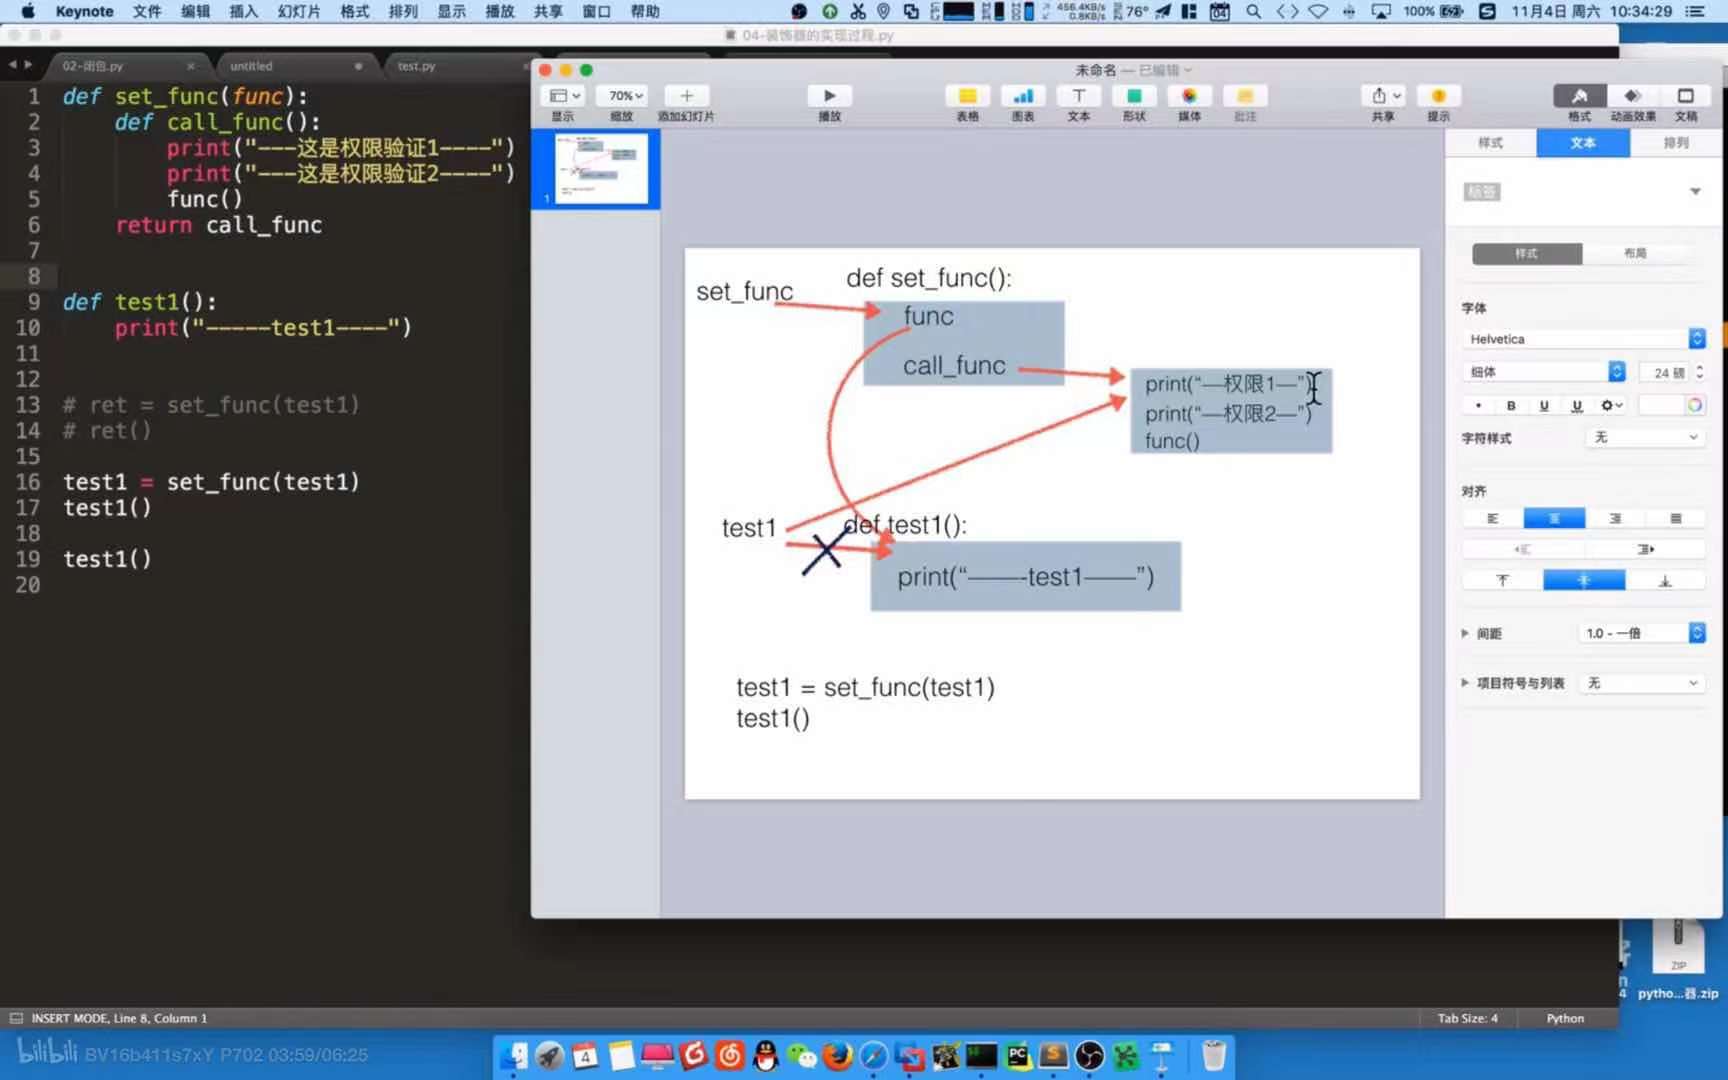 Keynote 文件 编辑 插入 幻灯片 格式 排列 显示 播放 共享 窗口 帮助
456.4KB/s
0.8KB/s
76° 04 100% 11月4日 周六 10:34:29
04-装饰器的实现过程.py
02-闭包.py untitled test.py
1 def set_func(func):
2 def call_func():
3 print("---这是权限验证1----")
4 print("---这是权限验证2----")
5 func()
6 return call_func
7
8
9 def test1():
10 print("-----test1----")
11
12
13 # ret = set_func(test1)
14 # ret()
15
16 test1 = set_func(test1)
17 test1()
18
19 test1()
20
未命名 — 已编辑
70%
显示 缩放 添加幻灯片 播放 表格 图表 文本 形状 媒体 批注 共享 提示 格式 动画效果 文稿
1
set_func
def set_func():
func
call_func
print("—权限1—")
print("—权限2—")
func()
test1
def test1():
print("——-test1——")
test1 = set_func(test1)
test1()
样式 文本 排列
标签
样式 布局
字体
Helvetica
细体 24 磅
B U U
字符样式 无
对齐
间距 1.0 - 一倍
项目符号与列表 无
ZIP
pytho...器.zip
INSERT MODE, Line 8, Column 1
Tab Size: 4 Python
bilibili BV16b411s7xY P702 03:59/06:25